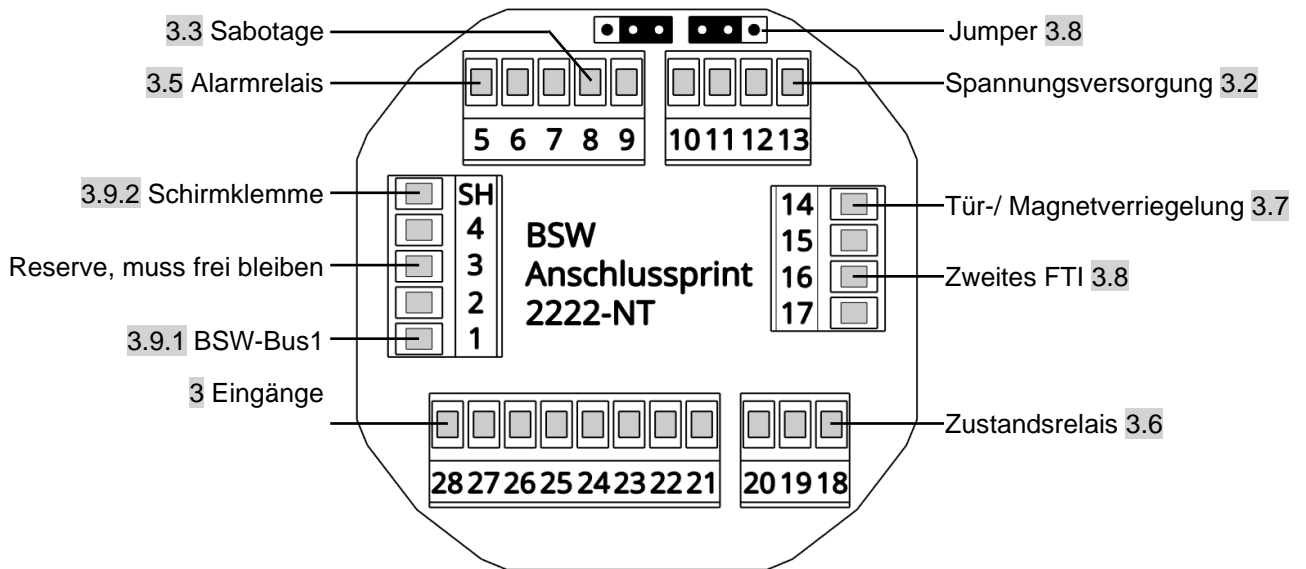 3.3 Sabotage
Jumper 3.8
3.5 Alarmrelais
Spannungsversorgung 3.2
5 6 7 8 9
10 11 12 13
3.9.2 Schirmklemme
SH
4
3
2
1
Reserve, muss frei bleiben
3.9.1 BSW-Bus1
BSW
Anschlussprint
2222-NT
14
15
16
17
Tür-/ Magnetverriegelung 3.7
Zweites FTI 3.8
3 Eingänge
Zustandsrelais 3.6
28 27 26 25 24 23 22 21
20 19 18